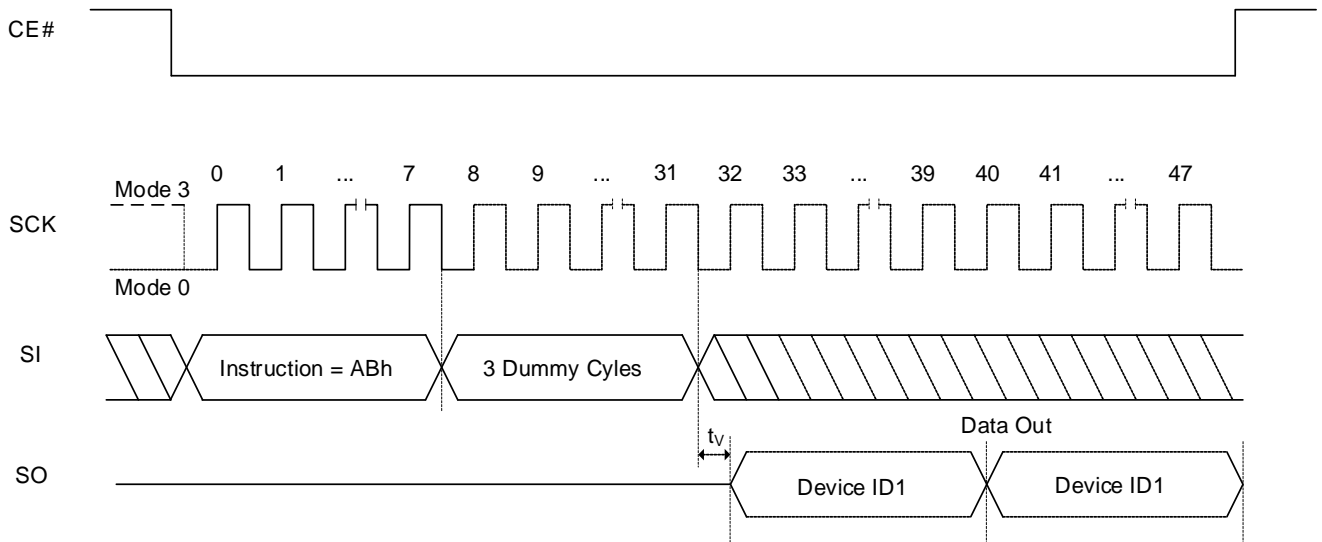 CE#
0 1 ... 7 8 9 ... 31 32 33 ... 39 40 41 ... 47
Mode 3
SCK
Mode 0
SI
Instruction = ABh
3 Dummy Cyles
tV
Data Out
SO
Device ID1
Device ID1